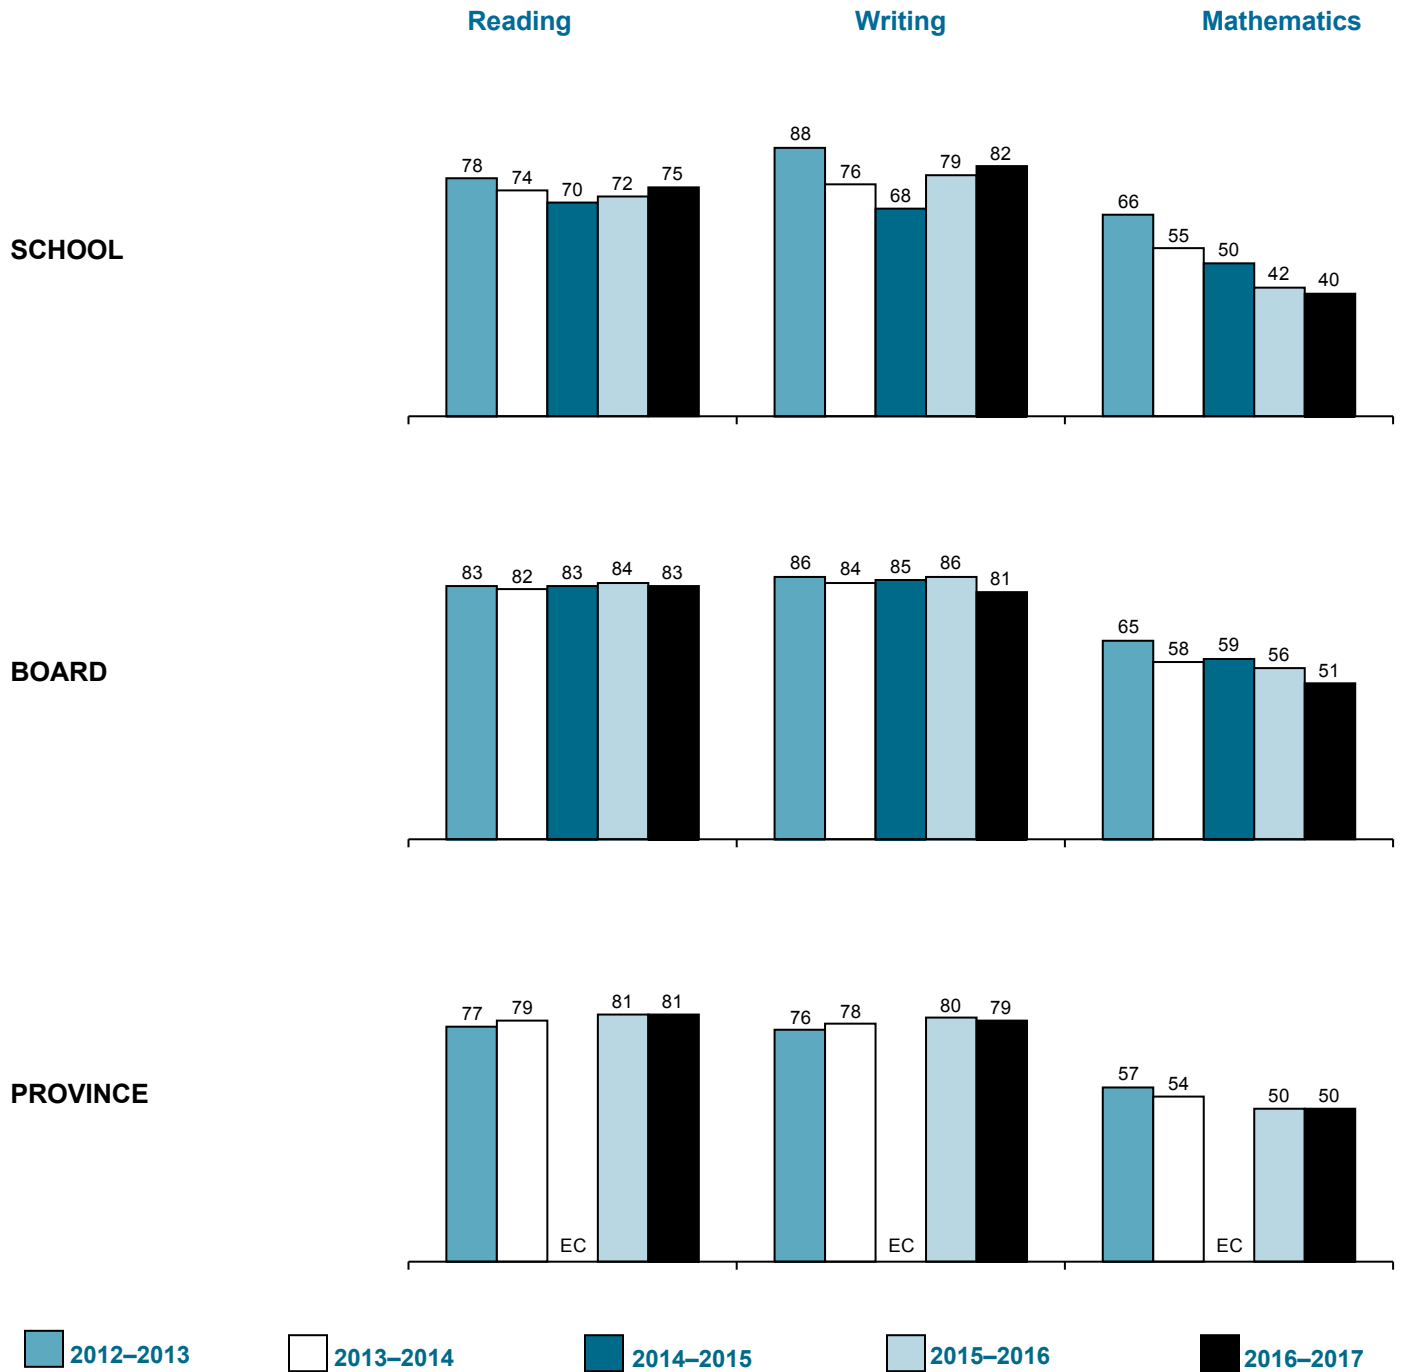 Reading Writing Mathematics
SCHOOL
78 74 70 72 75
88 76 68 79 82
66 55 50 42 40
BOARD
83 82 83 84 83
86 84 85 86 81
65 58 59 56 51
PROVINCE
77 79 EC 81 81
76 78 EC 80 79
57 54 EC 50 50
2012–2013 2013–2014 2014–2015 2015–2016 2016–2017